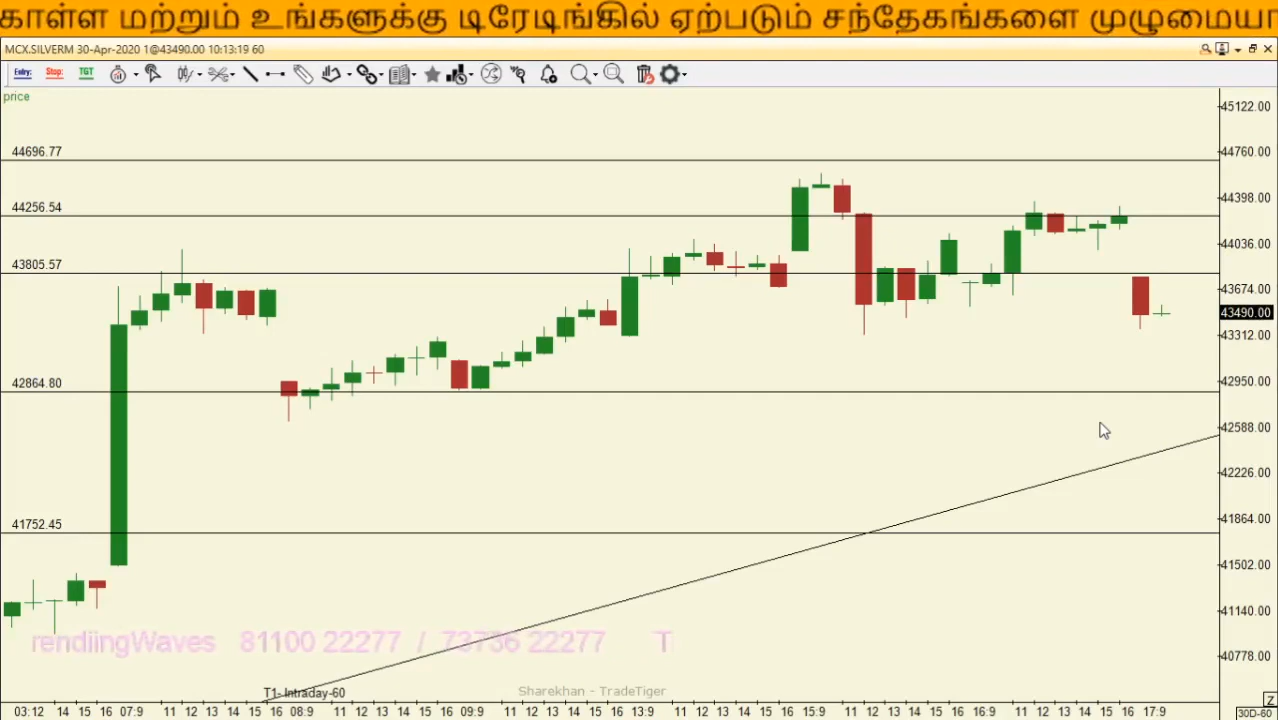 காள்ள மற்றும் உங்களுக்கு டிரேடிங்கில் ஏற்படும் சந்தேகங்களை முழுமையா
MCX.SILVERM 30-Apr-2020 1@43490.00 10:13:19 60
Entry: Stop: TGT
price
45122.00
44696.77 44760.00
44256.54 44398.00
44036.00
43805.57 43674.00
43490.00
43312.00
42864.80 42950.00
42588.00
42226.00
41752.45 41864.00
41502.00
41140.00
rendiingWaves 81100 22277 / 73736 22277 T
40778.00
T1- Intraday-60 Sharekhan - TradeTiger
Z
03:12 14 15 16 07:9 11 12 13 14 15 16 08:9 11 12 13 14 15 16 09:9 11 12 13 14 15 16 13:9 11 12 13 14 15 16 15:9 11 12 13 14 15 16 16:9 11 12 13 14 15 16 17:9 30D-60